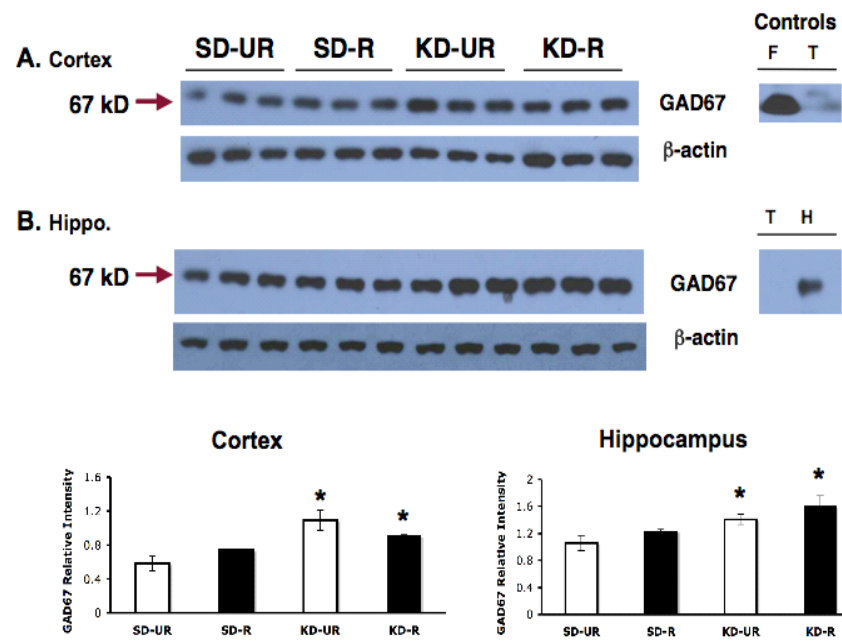 Controls
SD-UR SD-R KD-UR KD-R F T
A. Cortex
67 kD GAD67
β-actin
B. Hippo.
T H
67 kD GAD67
β-actin
Cortex
GAD67 Relative Intensity
1.6
1.2
0.8
0.4
0
* *
SD-UR SD-R KD-UR KD-R
Hippocampus
GAD67 Relative Intensity
2
1.6
1.2
0.8
0.4
0
* *
SD-UR SD-R KD-UR KD-R